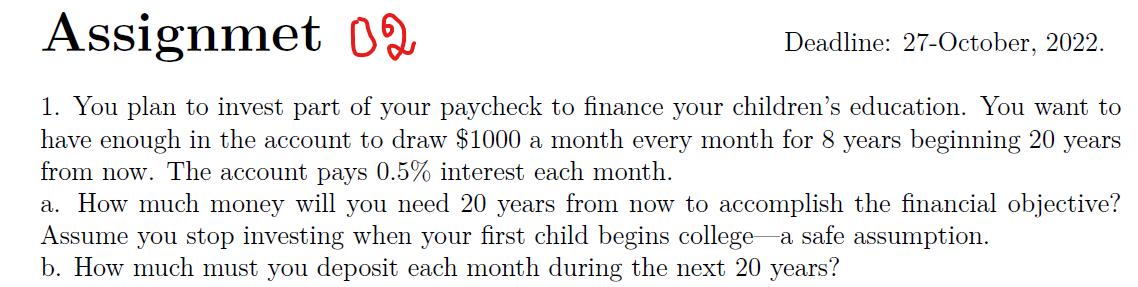 Assignmet 02
Deadline: 27-October, 2022.
1. You plan to invest part of your paycheck to finance your children's education. You want to
have enough in the account to draw $1000 a month every month for 8 years beginning 20 years
from now. The account pays 0.5% interest each month.
a. How much money will you need 20 years from now to accomplish the financial objective?
Assume you stop investing when your first child begins college—a safe assumption.
b. How much must you deposit each month during the next 20 years?